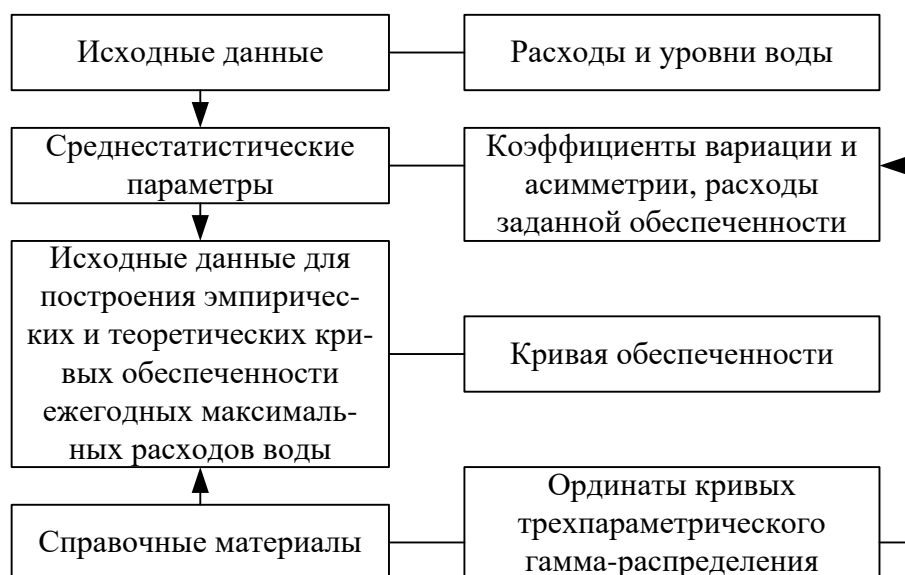 Исходные данные
Расходы и уровни воды
Среднестатистические
параметры
Коэффициенты вариации и
асимметрии, расходы
заданной обеспеченности
Исходные данные для
построения эмпиричес-
ких и теоретических кри-
вых обеспеченности
ежегодных максималь-
ных расходов воды
Кривая обеспеченности
Справочные материалы
Ординаты кривых
трехпараметрического
гамма-распределения